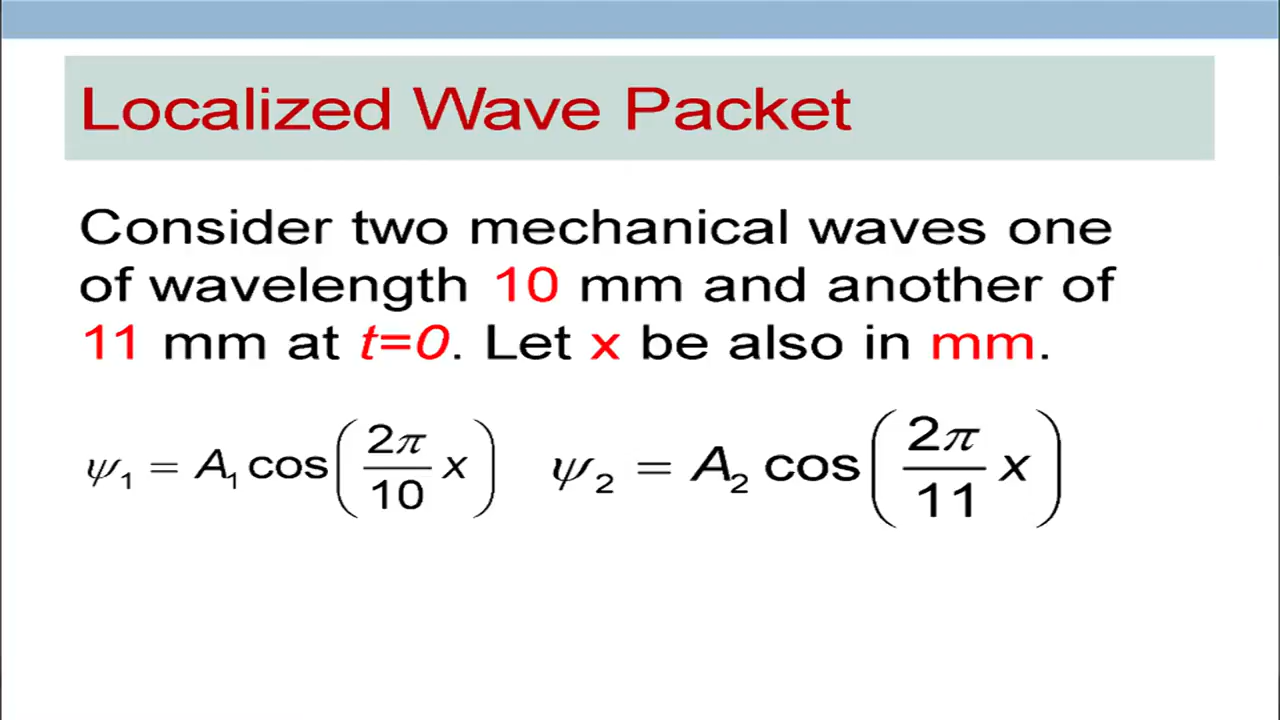 Localized Wave Packet
Consider two mechanical waves one
of wavelength 10 mm and another of
11 mm at t=0. Let x be also in mm.
ψ₁ = A₁ cos(2π/10 x) ψ₂ = A₂ cos(2π/11 x)